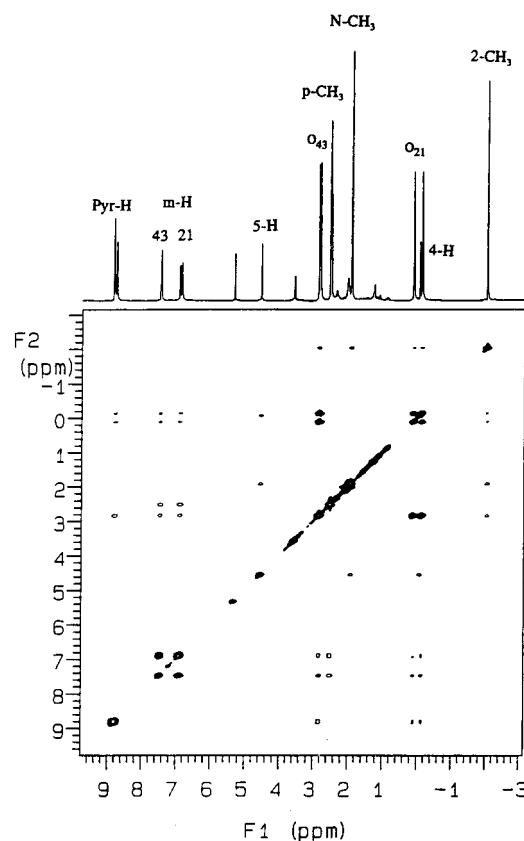 N-CH₃
2-CH₃
p-CH₃
O₄₃
O₂₁
Pyr-H
m-H
43 21
5-H
4-H
F2
(ppm)
-1
0
1
2
3
4
5
6
7
8
9
9 8 7 6 5 4 3 2 1 -1 -3
F1 (ppm)